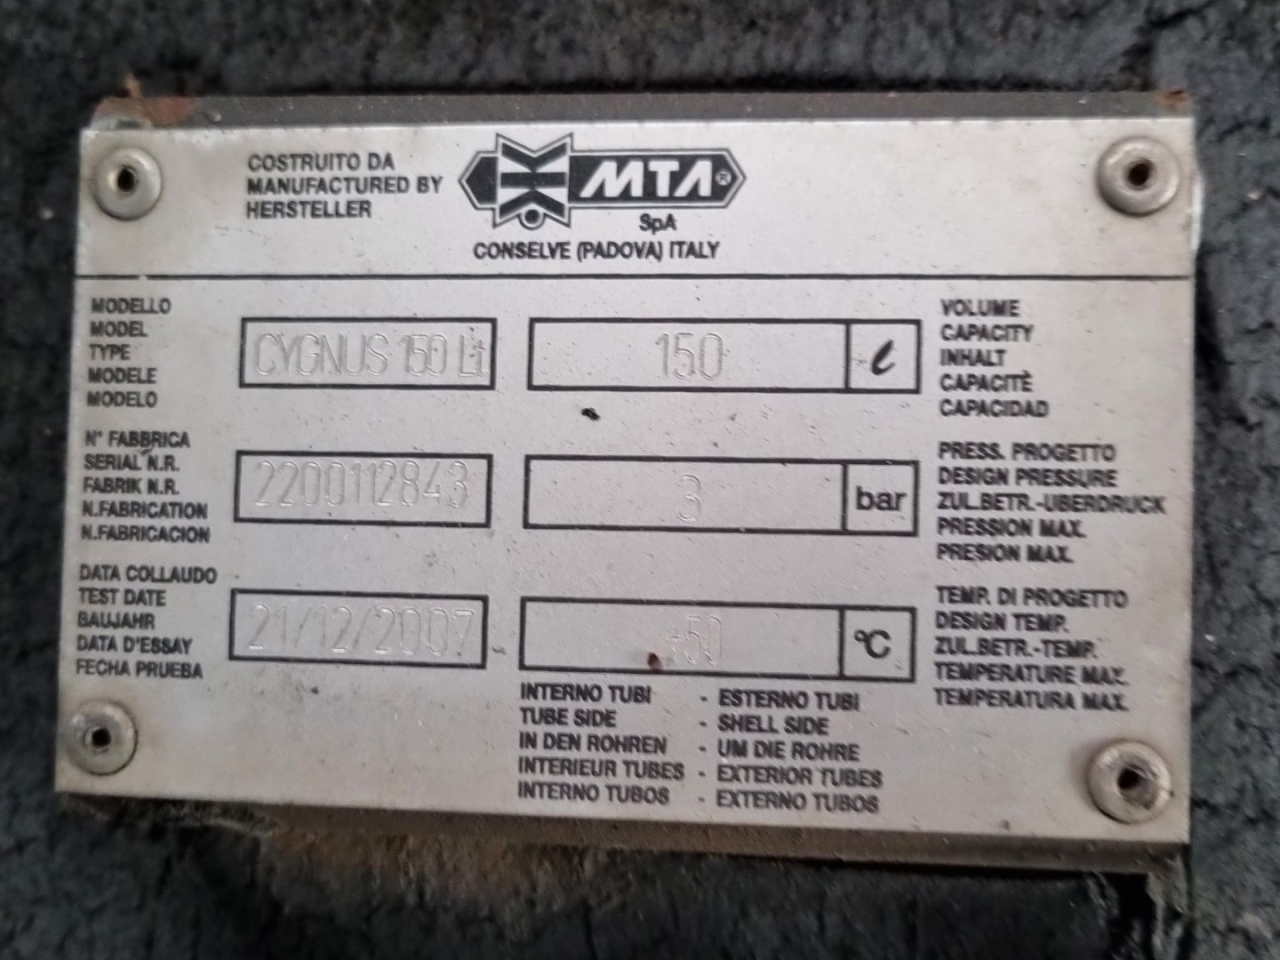 COSTRUITO DA
MANUFACTURED BY
HERSTELLER
MTA®
SpA
CONSELVE (PADOVA) ITALY
MODELLO
MODEL
TYPE
MODELE
MODELO
CYGNUS 150 Lt
150
ℓ
VOLUME
CAPACITY
INHALT
CAPACITÈ
CAPACIDAD
N° FABBRICA
SERIAL N.R.
FABRIK N.R.
N.FABRICATION
N.FABRICACION
2200112843
3
bar
PRESS. PROGETTO
DESIGN PRESSURE
ZUL.BETR.-UBERDRUCK
PRESSION MAX.
PRESION MAX.
DATA COLLAUDO
TEST DATE
BAUJAHR
DATA D'ESSAY
FECHA PRUEBA
21/12/2007
+50
°C
TEMP. DI PROGETTO
DESIGN TEMP.
ZUL.BETR.-TEMP.
TEMPERATURE MAX.
TEMPERATURA MAX.
INTERNO TUBI - ESTERNO TUBI
TUBE SIDE - SHELL SIDE
IN DEN ROHREN - UM DIE ROHRE
INTERIEUR TUBES - EXTERIOR TUBES
INTERNO TUBOS - EXTERNO TUBOS